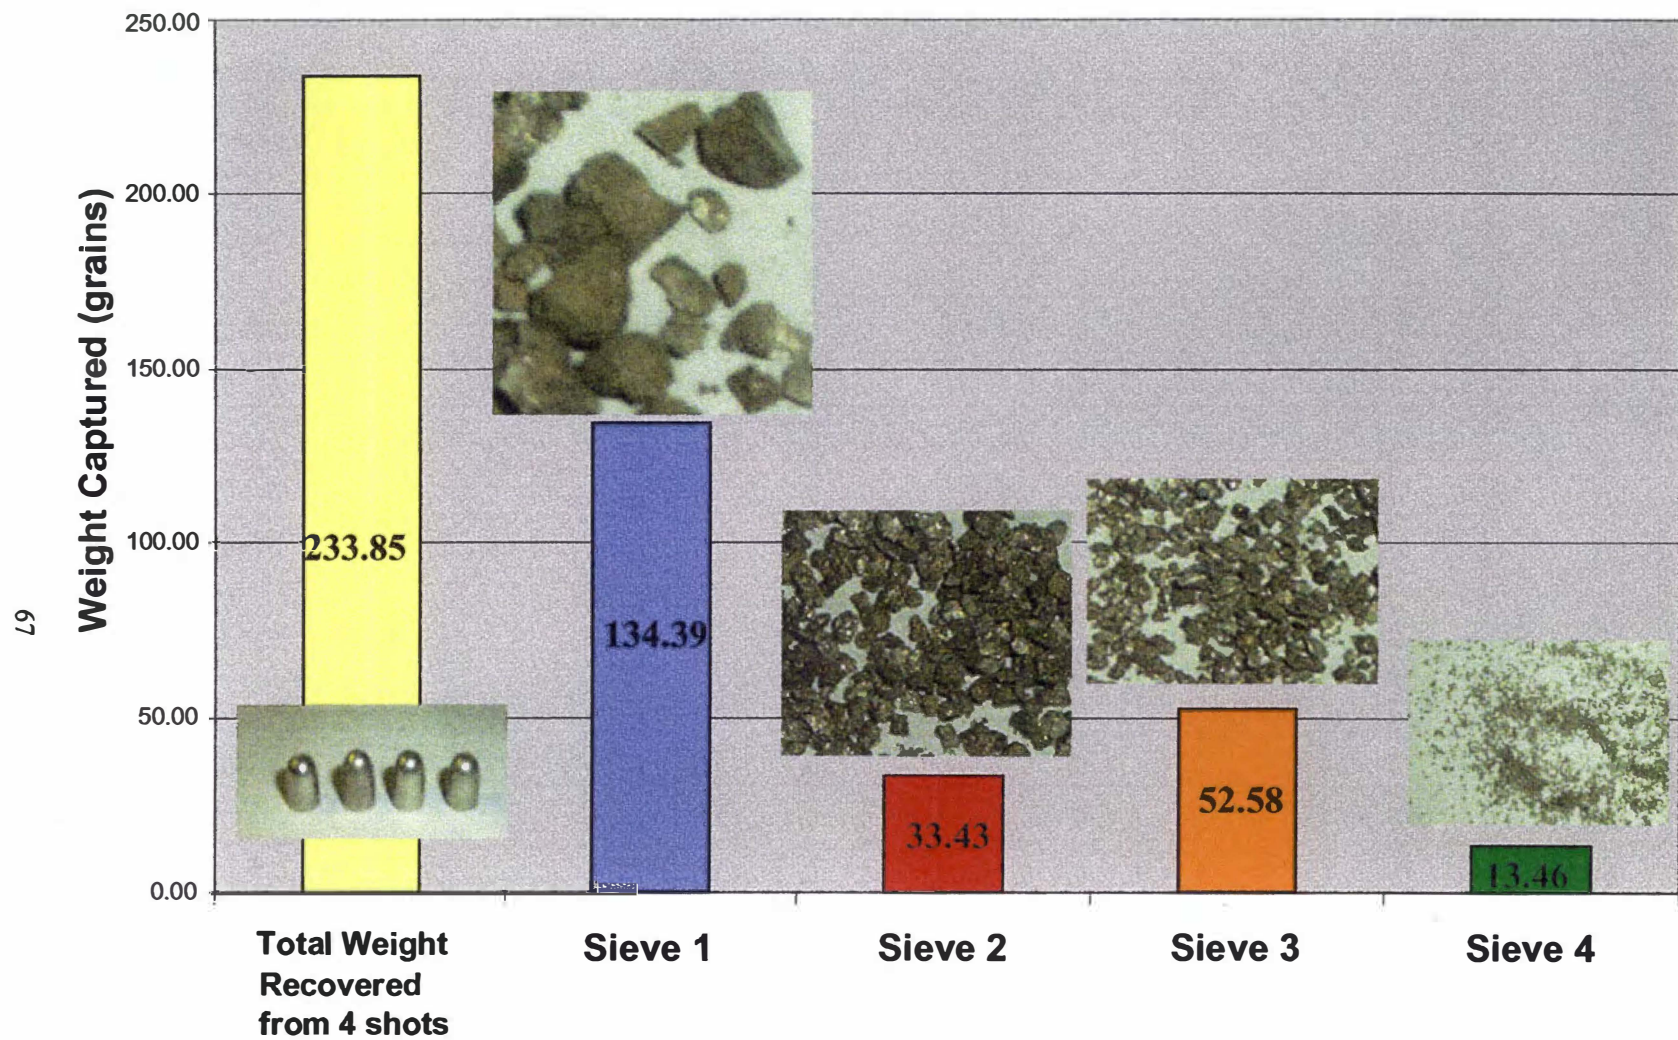 250.00
200.00
150.00
100.00
50.00
0.00
Weight Captured (grains)
233.85
134.39
33.43
52.58
13.46
Total Weight
Recovered
from 4 shots
Sieve 1
Sieve 2
Sieve 3
Sieve 4
67